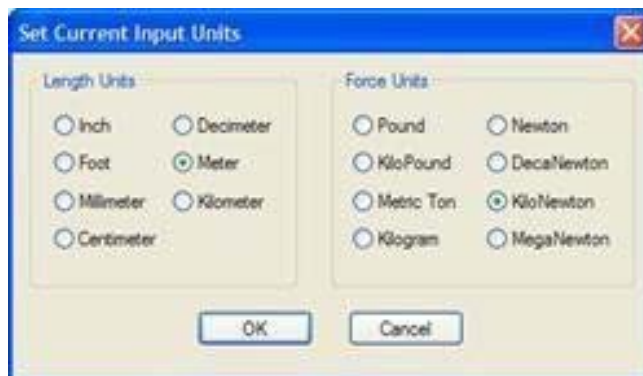 Set Current Input Units
Length Units
Inch
Decimeter
Foot
Meter
Millimeter
Kilometer
Centimeter
Force Units
Pound
Newton
KiloPound
DecaNewton
Metric Ton
KiloNewton
Kilogram
MegaNewton
OK
Cancel